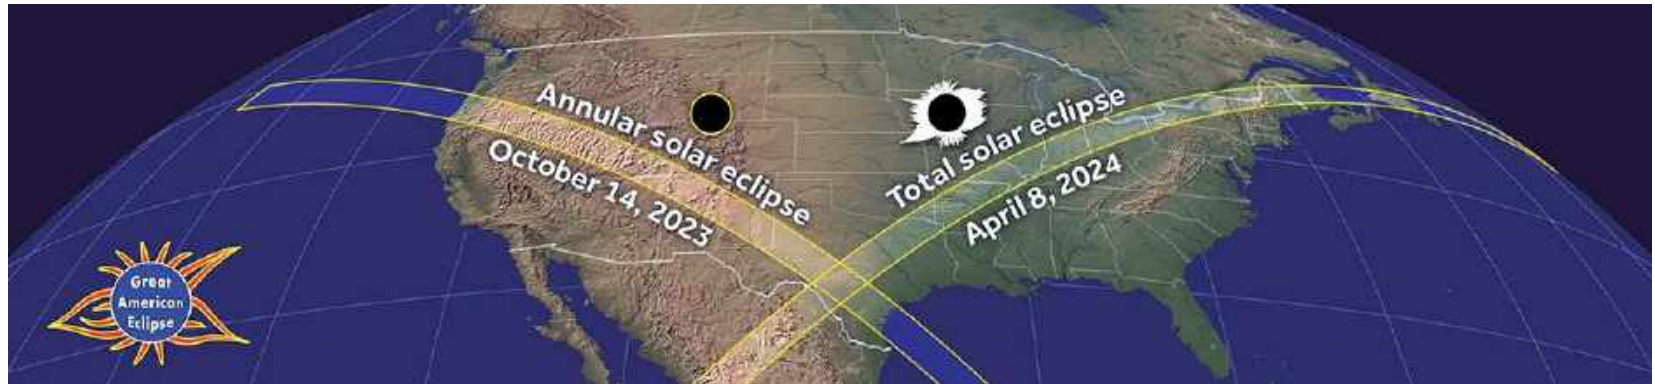 Annular solar eclipse
October 14, 2023
Total solar eclipse
April 8, 2024
Great
American
Eclipse